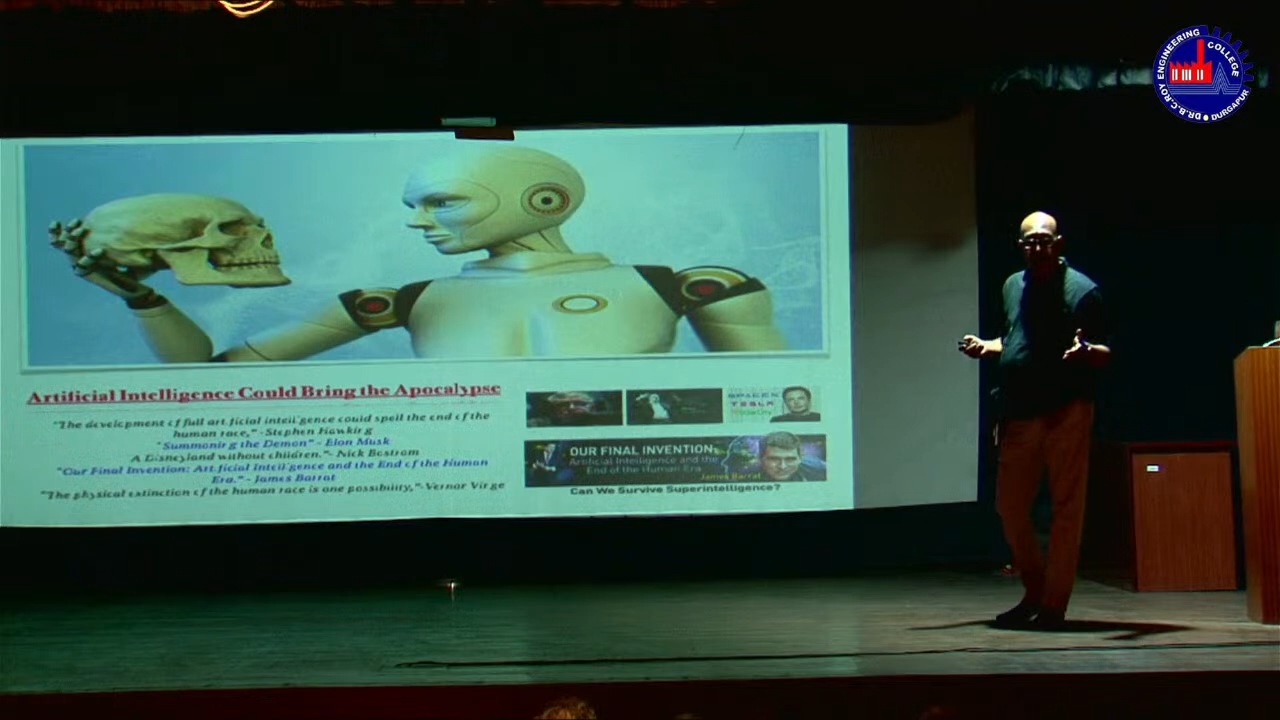 DR.B.C.ROY ENGINEERING COLLEGE
DURGAPUR
Artificial Intelligence Could Bring the Apocalypse
"The development of full artificial intelligence could spell the end of the
human race," - Stephen Hawking
"Summoning the Demon" - Elon Musk
A Disneyland without children."- Nick Bostrom
"Our Final Invention: Artificial Intelligence and the End of the Human
Era." - James Barrat
"The physical extinction of the human race is one possibility,"- Vernor Vinge
SPACEX
TESLA
SolarCity
OUR FINAL INVENTION:
Artificial Intelligence and the
End of the Human Era
James Barrat
Can We Survive Superintelligence?